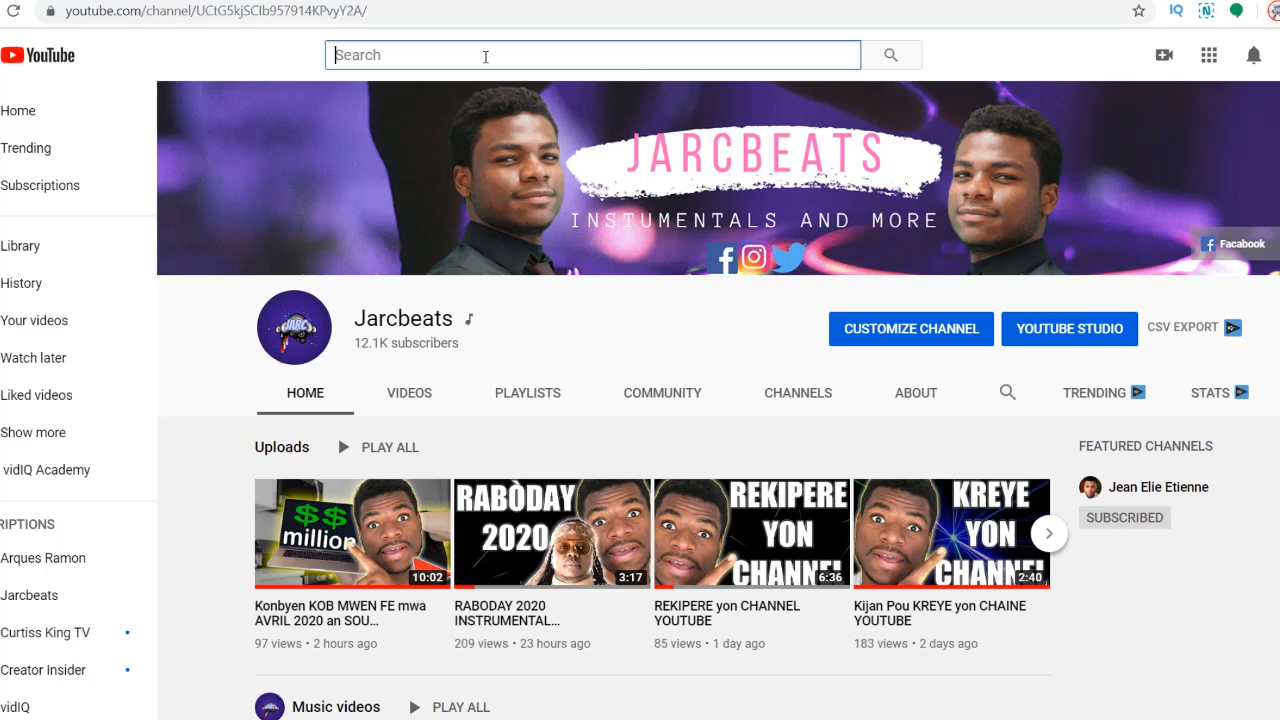 youtube.com/channel/UCtG5kjSCIb957914KPvyY2A/
IQ
YouTube
Search
Home
Trending
Subscriptions
Library
History
Your videos
Watch later
Liked videos
Show more
vidIQ Academy
RIPTIONS
Arques Ramon
Jarcbeats
Curtiss King TV
Creator Insider
vidIQ
JARCBEATS
INSTUMENTALS AND MORE
Facebook
JARC
Jarcbeats
12.1K subscribers
CUSTOMIZE CHANNEL
YOUTUBE STUDIO
CSV EXPORT
HOME
VIDEOS
PLAYLISTS
COMMUNITY
CHANNELS
ABOUT
TRENDING
STATS
Uploads
PLAY ALL
FEATURED CHANNELS
Jean Elie Etienne
SUBSCRIBED
$$
million
10:02
RABÒDAY
2020
3:17
REKIPERE
YON
CHANNEL
6:36
KREYE
YON
CHANNEL
2:40
Konbyen KOB MWEN FE mwa
AVRIL 2020 an SOU...
97 views • 2 hours ago
RABODAY 2020
INSTRUMENTAL...
209 views • 23 hours ago
REKIPERE yon CHANNEL
YOUTUBE
85 views • 1 day ago
Kijan Pou KREYE yon CHAINE
YOUTUBE
183 views • 2 days ago
Music videos
PLAY ALL